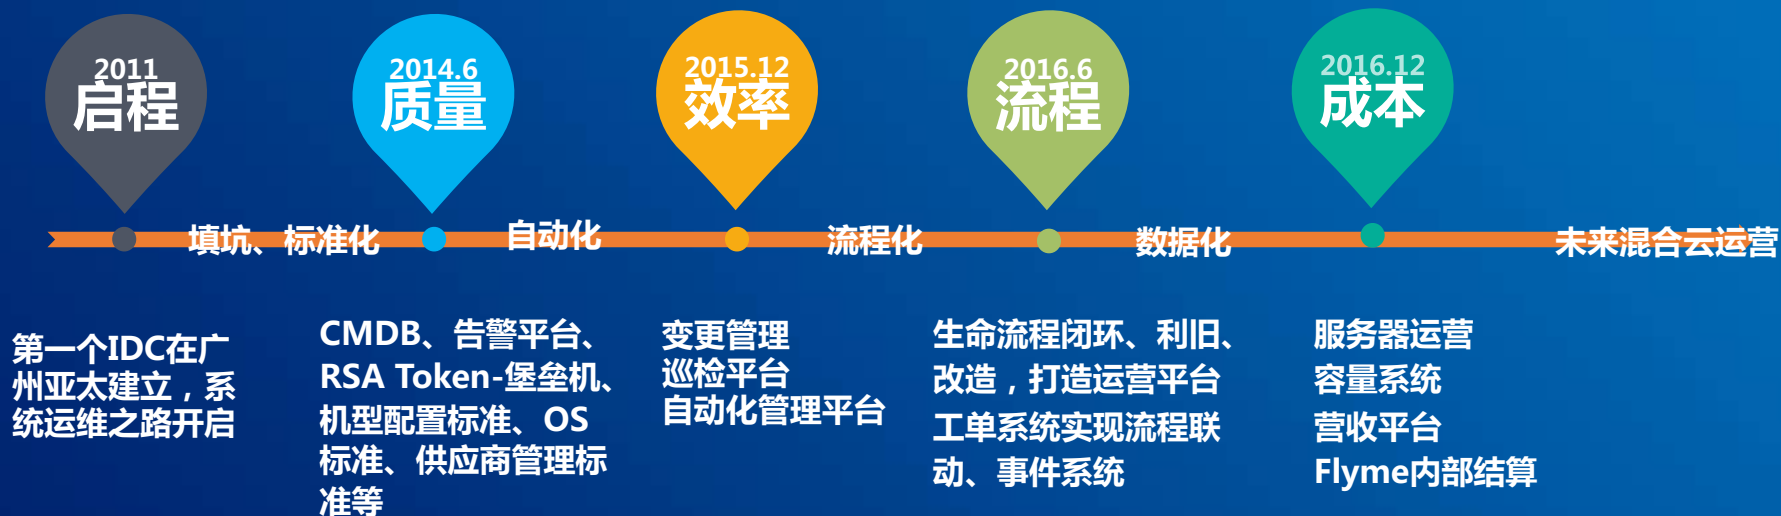 2011
启程
2014.6
质量
2015.12
效率
2016.6
流程
2016.12
成本
填坑、标准化
自动化
流程化
数据化
未来混合云运营
第一个IDC在广
州亚太建立，系
统运维之路开启
CMDB、告警平台、
RSA Token-堡垒机、
机型配置标准、OS
标准、供应商管理标
准等
变更管理
巡检平台
自动化管理平台
生命流程闭环、利旧、
改造，打造运营平台
工单系统实现流程联
动、事件系统
服务器运营
容量系统
营收平台
Flyme内部结算